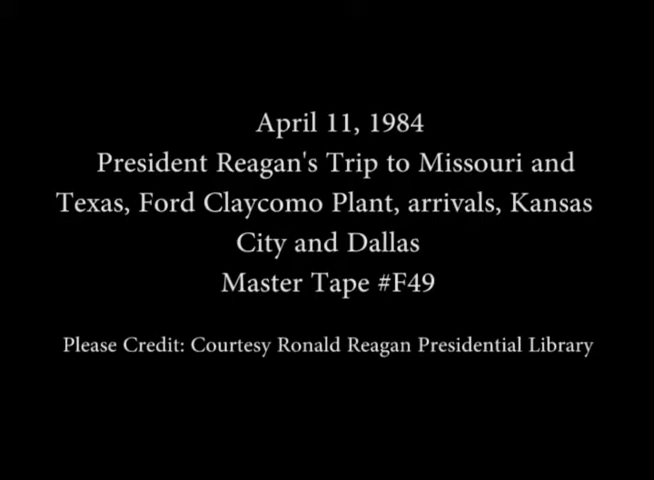 April 11, 1984
President Reagan's Trip to Missouri and
Texas, Ford Claycomo Plant, arrivals, Kansas
City and Dallas
Master Tape #F49
Please Credit: Courtesy Ronald Reagan Presidential Library